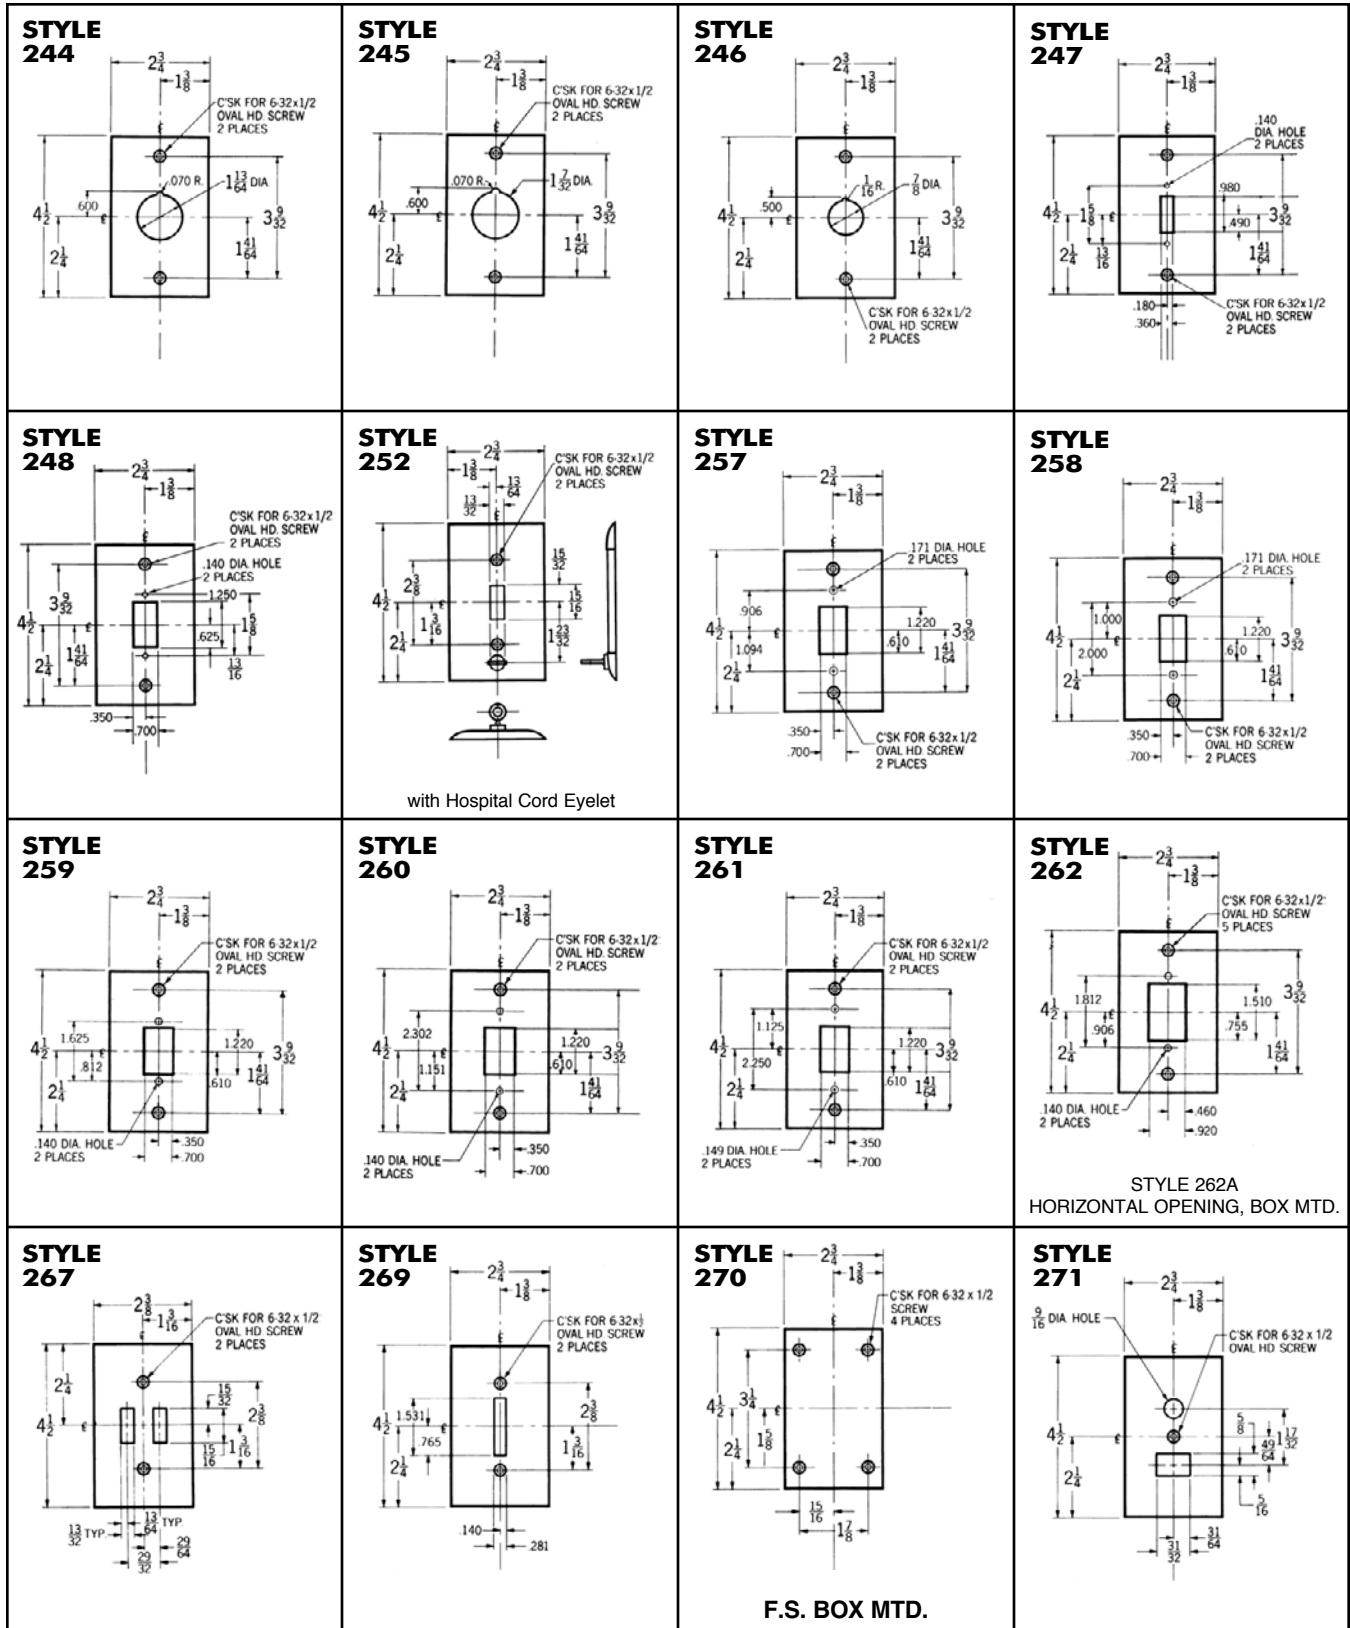 STYLE
244
2 3/4
1 3/8
C'SK FOR 6-32x1/2
OVAL HD. SCREW
2 PLACES
.070 R.
1 13/64 DIA.
.600
4 1/2
3 9/32
1 41/64
2 1/4
STYLE
245
2 3/4
1 3/8
C'SK FOR 6-32x1/2
OVAL HD. SCREW
2 PLACES
.070 R.
1 7/32 DIA.
.600
4 1/2
3 9/32
1 41/64
2 1/4
STYLE
246
2 3/4
1 3/8
1/16 R.
7/8 DIA.
.500
4 1/2
3 9/32
1 41/64
2 1/4
C'SK FOR 6-32x1/2
OVAL HD. SCREW
2 PLACES
STYLE
247
2 3/4
1 3/8
.140
DIA. HOLE
2 PLACES
.980
4 1/2
1 5/8
.490
3 9/32
2 1/4
13/16
1 41/64
.180
.360
C'SK FOR 6-32x1/2
OVAL HD. SCREW
2 PLACES
STYLE
248
2 3/4
1 3/8
C'SK FOR 6-32x1/2
OVAL HD. SCREW
2 PLACES
.140 DIA. HOLE
2 PLACES
1.250
3 9/32
4 1/2
.625
1 5/8
2 1/4
1 41/64
13/16
.350
.700
STYLE
252
2 3/4
1 3/8
C'SK FOR 6-32x1/2
OVAL HD. SCREW
2 PLACES
13/64
13/32
15/32
2 3/8
4 1/2
15/16
1 3/16
1 23/32
2 1/4
with Hospital Cord Eyelet
STYLE
257
2 3/4
1 3/8
.171 DIA. HOLE
2 PLACES
.906
4 1/2
1.220
3 9/32
1.094
.610
2 1/4
1 41/64
.350
.700
C'SK FOR 6-32x1/2
OVAL HD. SCREW
2 PLACES
STYLE
258
2 3/4
1 3/8
.171 DIA. HOLE
2 PLACES
1.000
4 1/2
1.220
3 9/32
2.000
.610
2 1/4
1 41/64
.350
.700
C'SK FOR 6-32x1/2
OVAL HD. SCREW
2 PLACES
STYLE
259
2 3/4
1 3/8
C'SK FOR 6-32x1/2
OVAL HD. SCREW
2 PLACES
1.625
4 1/2
1.220
3 9/32
.812
.610
2 1/4
1 41/64
.140 DIA. HOLE
2 PLACES
.350
.700
STYLE
260
2 3/4
1 3/8
C'SK FOR 6-32x1/2
OVAL HD. SCREW
2 PLACES
2.302
4 1/2
1.220
3 9/32
1.151
.610
2 1/4
1 41/64
.140 DIA. HOLE
2 PLACES
.350
.700
STYLE
261
2 3/4
1 3/8
C'SK FOR 6-32x1/2
OVAL HD. SCREW
2 PLACES
1.125
4 1/2
1.220
3 9/32
2.250
.610
2 1/4
1 41/64
.149 DIA. HOLE
2 PLACES
.350
.700
STYLE
262
2 3/4
1 3/8
C'SK FOR 6-32x1/2
OVAL HD. SCREW
5 PLACES
1.812
4 1/2
1.510
3 9/32
.906
.755
2 1/4
1 41/64
.140 DIA. HOLE
2 PLACES
.460
.920
STYLE 262A
HORIZONTAL OPENING, BOX MTD.
STYLE
267
2 3/8
1 3/16
C'SK FOR 6-32 x 1/2
OVAL HD. SCREW
2 PLACES
2 1/4
15/32
2 3/8
4 1/2
15/16
1 3/16
13/32 TYP.
13/64 TYP.
29/32
29/64
STYLE
269
2 3/4
1 3/8
C'SK FOR 6-32x1/2
OVAL HD. SCREW
2 PLACES
4 1/2
1.531
2 3/8
.765
1 3/16
2 1/4
.140
.281
STYLE
270
2 3/4
1 3/8
C'SK FOR 6-32 x 1/2
SCREW
4 PLACES
4 1/2
3 1/4
2 1/4
1 5/8
15/16
1 7/8
F.S. BOX MTD.
STYLE
271
2 3/4
1 3/8
9/16 DIA. HOLE
C'SK FOR 6-32 x 1/2
OVAL HD SCREW
4 1/2
5/8
1 17/32
49/64
2 1/4
5/16
31/64
31/32